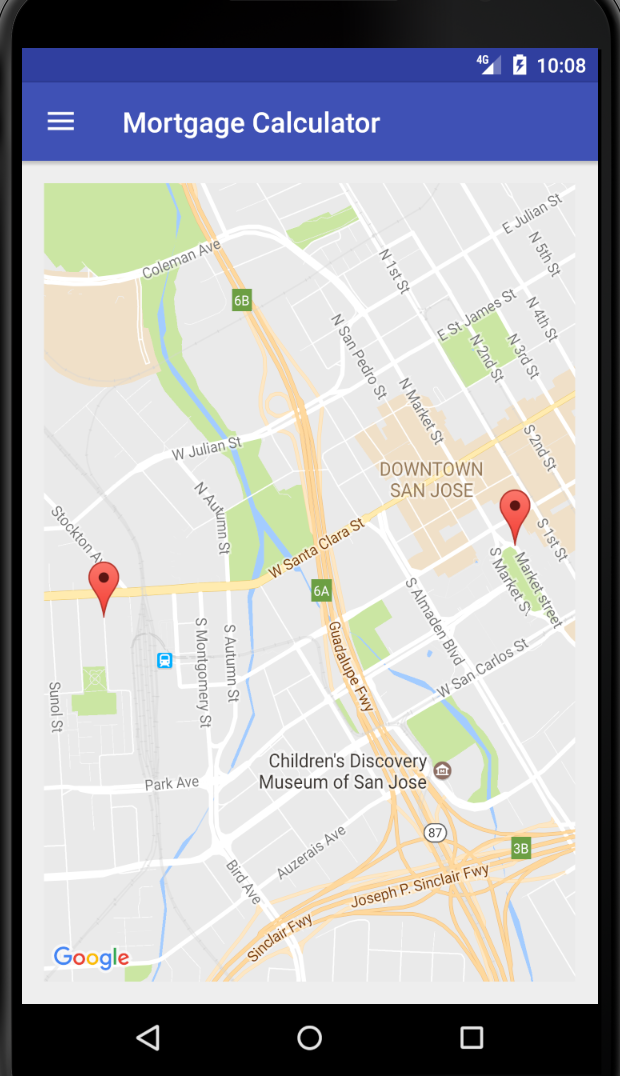 4G
10:08
Mortgage Calculator
E Julian St
N 5th St
Coleman Ave
N 1st St
6B
E St James St
N 4th St
N San Pedro St
N 2nd St
N 3rd St
N Market St
W Julian St
S 2nd St
DOWNTOWN
SAN JOSE
N Autumn St
Stockton
S 1st St
W Santa Clara St
6A
S Market
Market street
S Almaden Blvd
S Montgomery St
S Autumn St
Guadalupe Fwy
W San Carlos St
Sunol St
Children's Discovery
Museum of San Jose
Park Ave
87
3B
Auzerais Ave
Bird Ave
Joseph P. Sinclair Fwy
Sinclair Fwy
Google